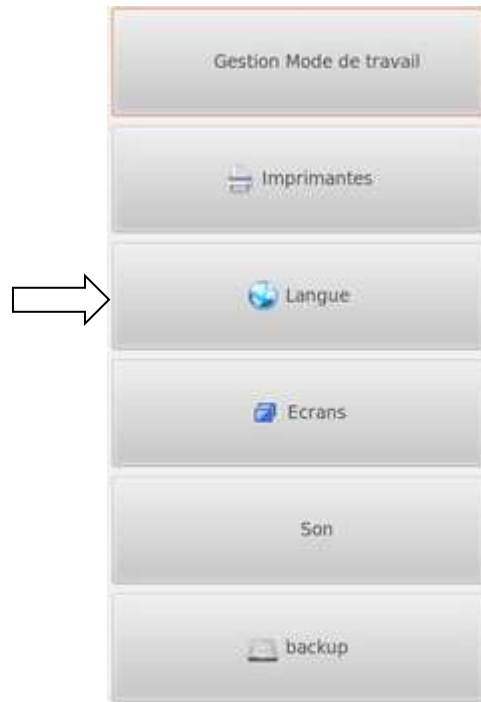 Gestion Mode de travail
Imprimantes
Langue
Ecrans
Son
backup